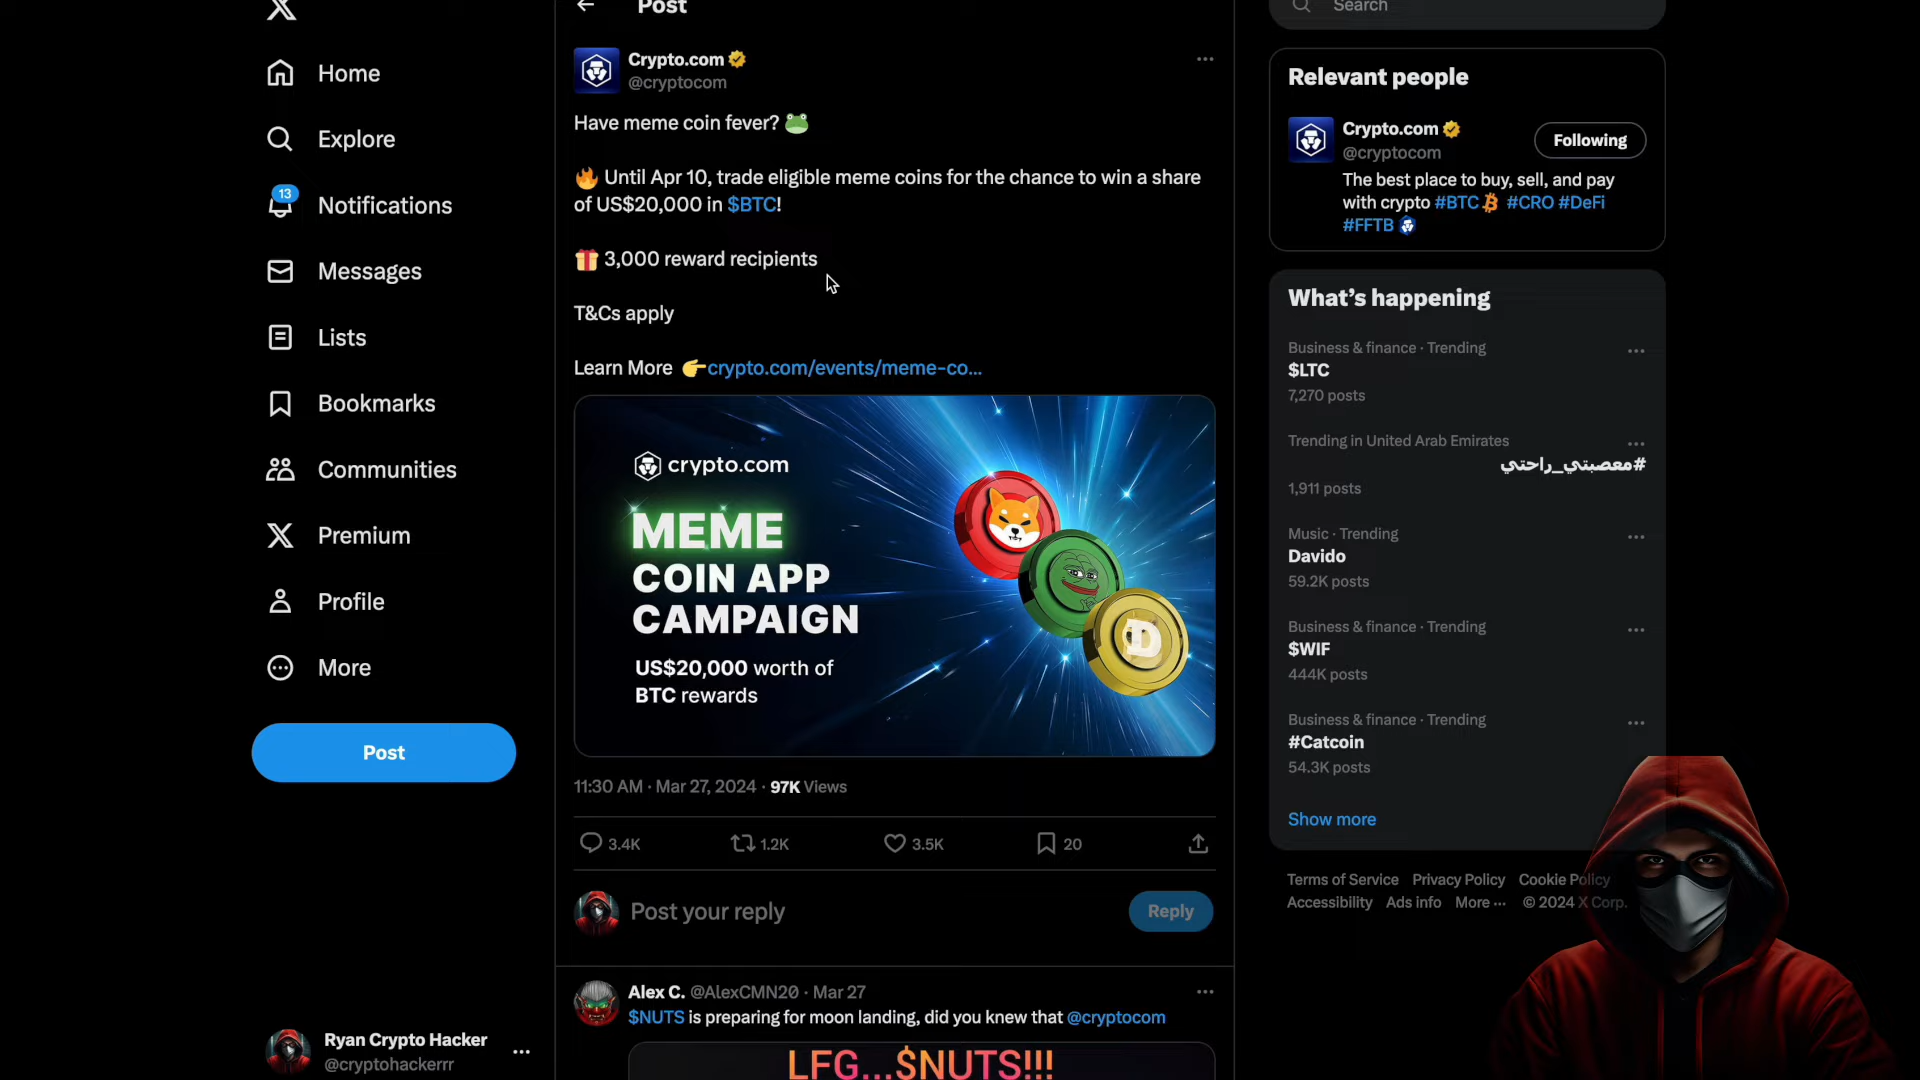 Home
Explore
13
Notifications
Messages
Lists
Bookmarks
Communities
Premium
Profile
More
Post
Ryan Crypto Hacker
@cryptohackerrr
Post
Crypto.com
@cryptocom
Have meme coin fever?
Until Apr 10, trade eligible meme coins for the chance to win a share
of US$20,000 in $BTC!
3,000 reward recipients
T&Cs apply
Learn More crypto.com/events/meme-co...
crypto.com
MEME
COIN APP
CAMPAIGN
US$20,000 worth of
BTC rewards
11:30 AM · Mar 27, 2024 · 97K Views
3.4K 1.2K 3.5K 20
Post your reply
Reply
Alex C. @AlexCMN20 · Mar 27
$NUTS is preparing for moon landing, did you knew that @cryptocom
LFG...$NUTS!!!
Search
Relevant people
Crypto.com
@cryptocom
Following
The best place to buy, sell, and pay
with crypto #BTC #CRO #DeFi
#FFTB
What's happening
Business & finance · Trending
$LTC
7,270 posts
Trending in United Arab Emirates
#معصبتي_راحتي
1,911 posts
Music · Trending
Davido
59.2K posts
Business & finance · Trending
$WIF
444K posts
Business & finance · Trending
#Catcoin
54.3K posts
Show more
Terms of Service Privacy Policy Cookie Policy
Accessibility Ads info More ... © 2024 X Corp.